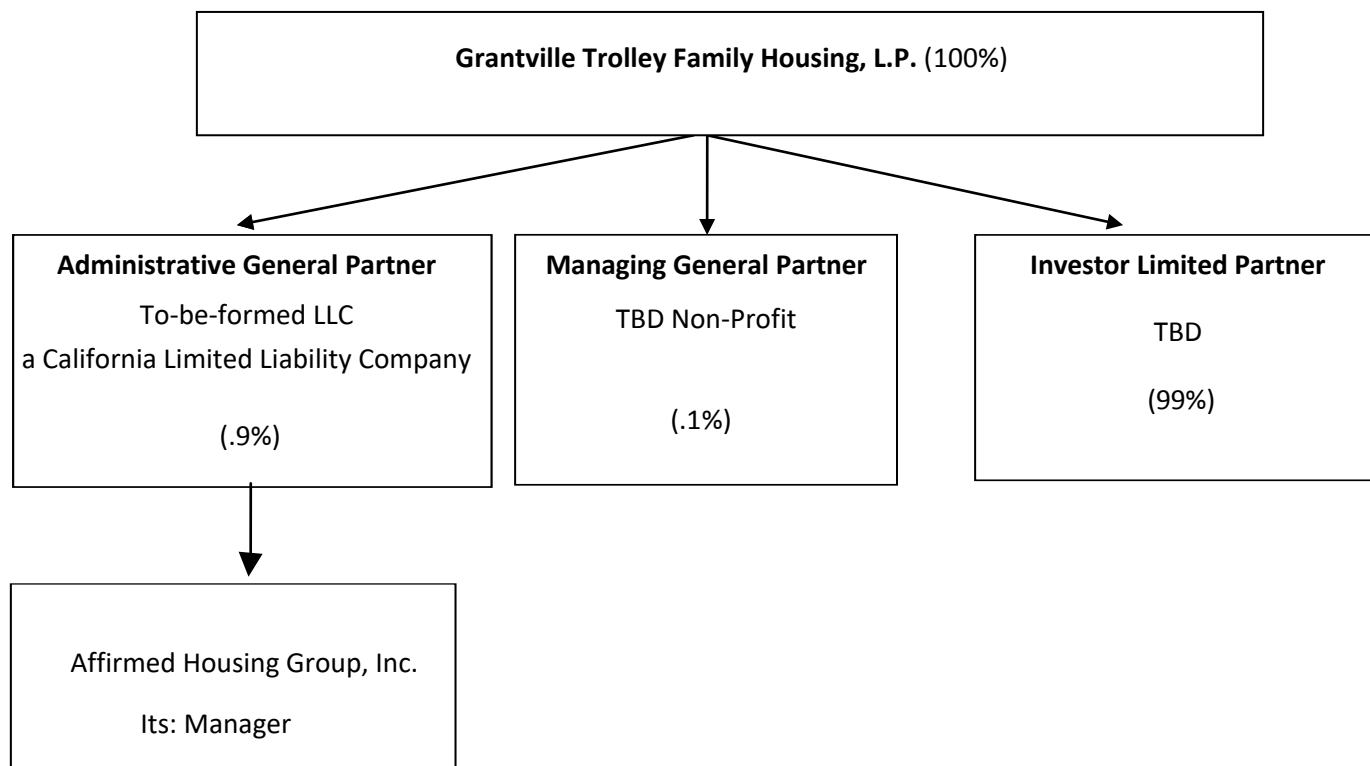 Grantville Trolley Family Housing, L.P. (100%)
Administrative General Partner
To-be-formed LLC
a California Limited Liability Company
(.9%)
Managing General Partner
TBD Non-Profit
(.1%)
Investor Limited Partner
TBD
(99%)
Affirmed Housing Group, Inc.
Its: Manager